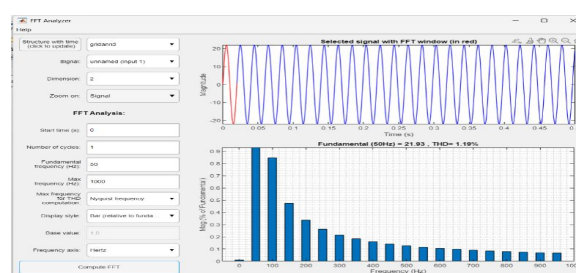 FFT Analyzer
Help
Structure with time:
(click to update)
gridannd
Signal:
unnamed (input 1)
Dimension:
2
Zoom on:
Signal
FFT Analysis:
Start time (s):
0
Number of cycles:
1
Fundamental
frequency (Hz):
50
Max
frequency (Hz):
1000
Max frequency
for THD
computation:
Nyquist frequency
Display style:
Bar (relative to funda...
Base value:
1.0
Frequency axis:
Hertz
Compute FFT
Selected signal with FFT window (in red)
Magnitude
20
10
0
-10
-20
0 0.05 0.1 0.15 0.2 0.25 0.3 0.35 0.4 0.45 0.
Time (s)
Fundamental (50Hz) = 21.93 , THD= 1.19%
Mag (% of Fundamental)
0.9
0.8
0.7
0.6
0.5
0.4
0.3
0.2
0.1
0
0 100 200 300 400 500 600 700 800 900 1000
Frequency (Hz)